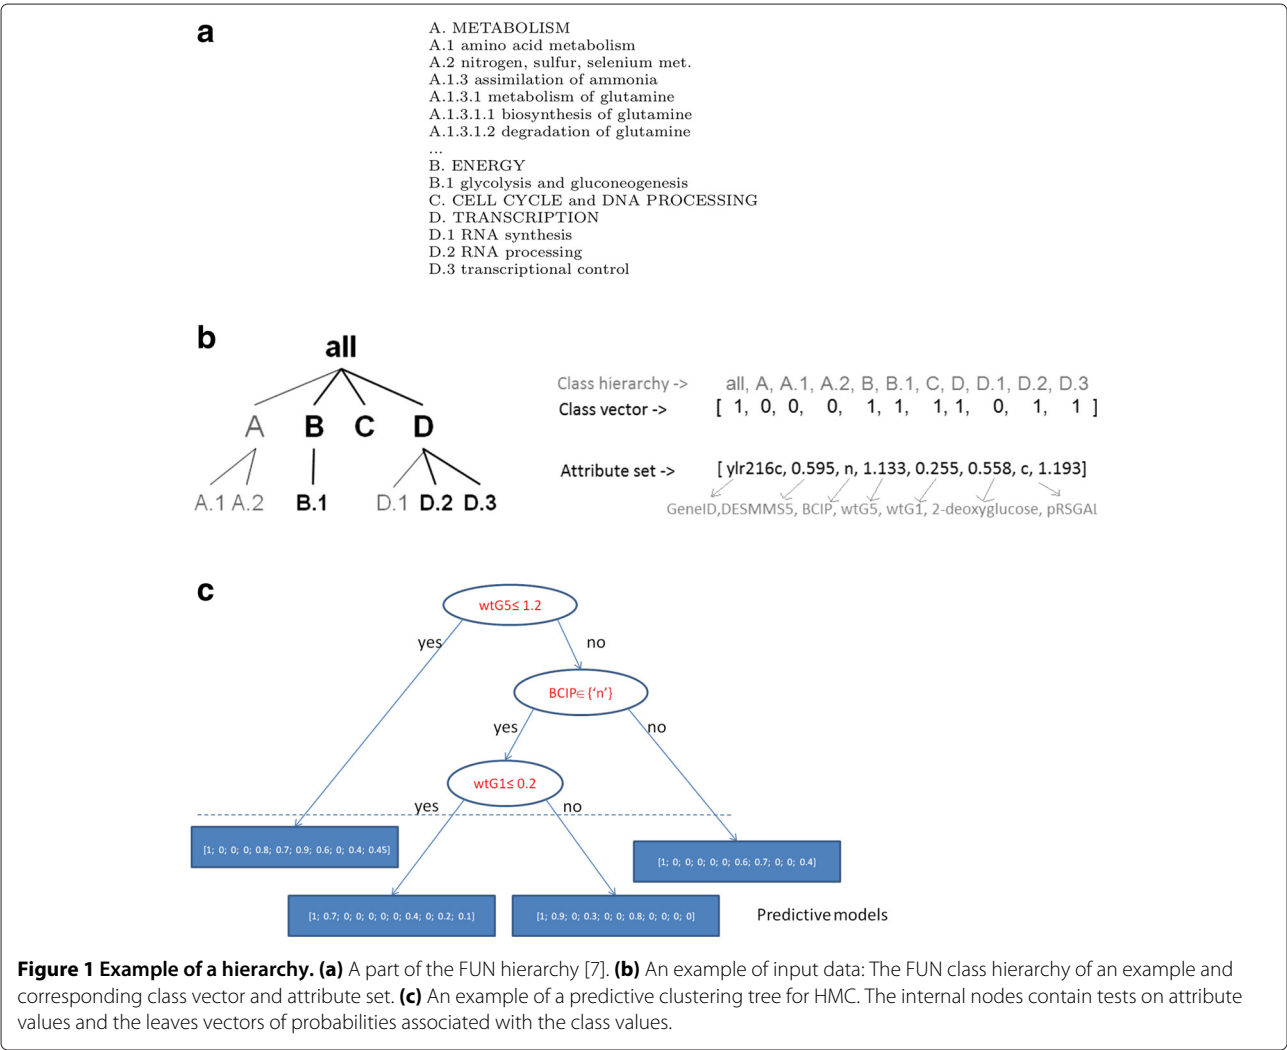 a
A. METABOLISM
A.1 amino acid metabolism
A.2 nitrogen, sulfur, selenium met.
A.1.3 assimilation of ammonia
A.1.3.1 metabolism of glutamine
A.1.3.1.1 biosynthesis of glutamine
A.1.3.1.2 degradation of glutamine
...
B. ENERGY
B.1 glycolysis and gluconeogenesis
C. CELL CYCLE and DNA PROCESSING
D. TRANSCRIPTION
D.1 RNA synthesis
D.2 RNA processing
D.3 transcriptional control
b
all
A B C D
A.1 A.2 B.1 D.1 D.2 D.3
Class hierarchy -> all, A, A.1, A.2, B, B.1, C, D, D.1, D.2, D.3
Class vector -> [ 1, 0, 0, 0, 1, 1, 1, 1, 0, 1, 1 ]
Attribute set -> [ ylr216c, 0.595, n, 1.133, 0.255, 0.558, c, 1.193]
GeneID,DESMMS5, BCIP, wtG5, wtG1, 2-deoxyglucose, pRSGAL
c
wtG5≤ 1.2
yes no
BCIP∈ {‘n’}
yes no
wtG1≤ 0.2
yes no
[1; 0; 0; 0; 0.8; 0.7; 0.9; 0.6; 0; 0.4; 0.45]
[1; 0; 0; 0; 0; 0; 0.6; 0.7; 0; 0; 0.4]
[1; 0.7; 0; 0; 0; 0; 0; 0.4; 0; 0.2; 0.1]
[1; 0.9; 0; 0.3; 0; 0; 0.8; 0; 0; 0; 0]
Predictive models
Figure 1 Example of a hierarchy. (a) A part of the FUN hierarchy [7]. (b) An example of input data: The FUN class hierarchy of an example and
corresponding class vector and attribute set. (c) An example of a predictive clustering tree for HMC. The internal nodes contain tests on attribute
values and the leaves vectors of probabilities associated with the class values.